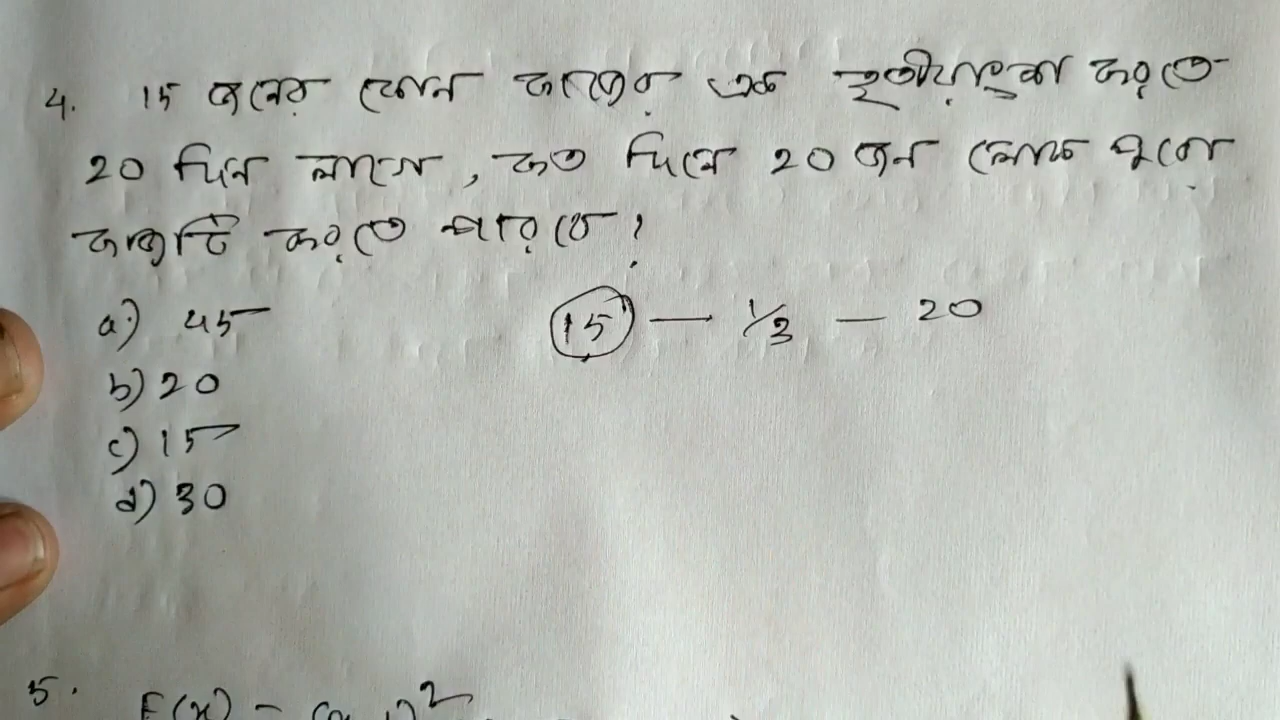 4. 15 জনের কোন কাজের এক তৃতীয়াংশ করতে
20 দিন লাগে, কত দিনে 20 জন লোক পুরো
কাজটি করতে পারবে?
a) 45
b) 20
c) 15
d) 30
15 — 1/3 — 20
5. F(x) =